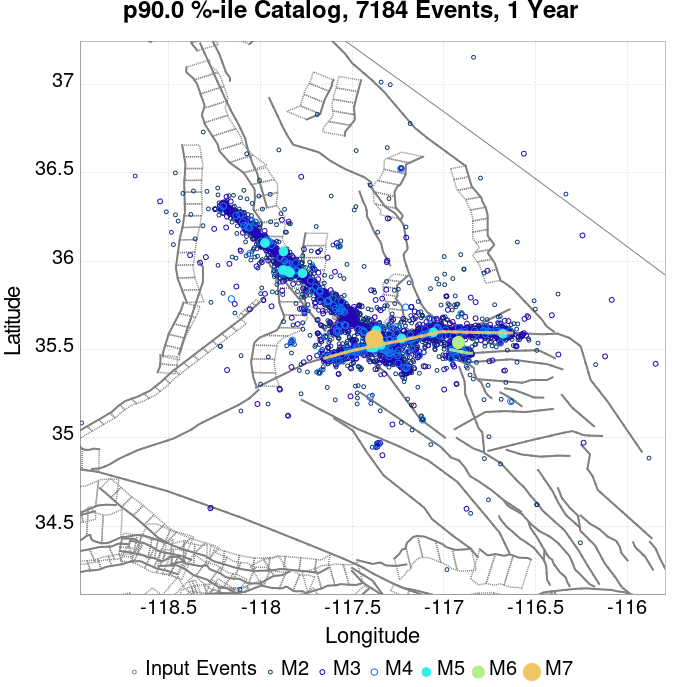 p90.0 %-ile Catalog, 7184 Events, 1 Year
37
36.5
36
35.5
35
34.5
Latitude
-118.5 -118 -117.5 -117 -116.5 -116
Longitude
Input Events M2 M3 M4 M5 M6 M7